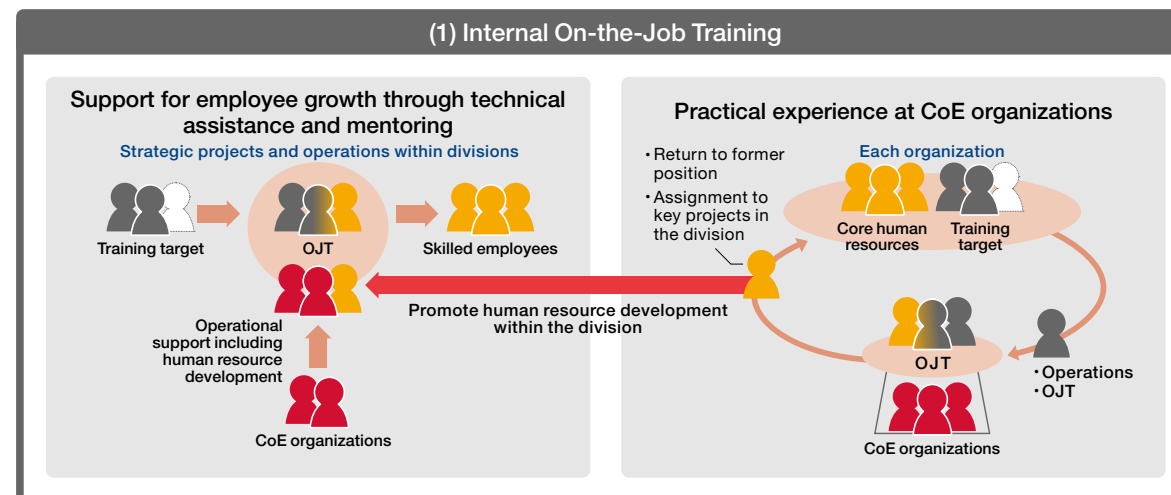 (1) Internal On-the-Job Training
Support for employee growth through technical
assistance and mentoring
Strategic projects and operations within divisions
Training target
OJT
Skilled employees
Operational
support including
human resource
development
CoE organizations
Promote human resource development
within the division
Practical experience at CoE organizations
・Return to former
position
・Assignment to
key projects in
the division
Each organization
Core human
resources
Training
target
OJT
・Operations
・OJT
CoE organizations